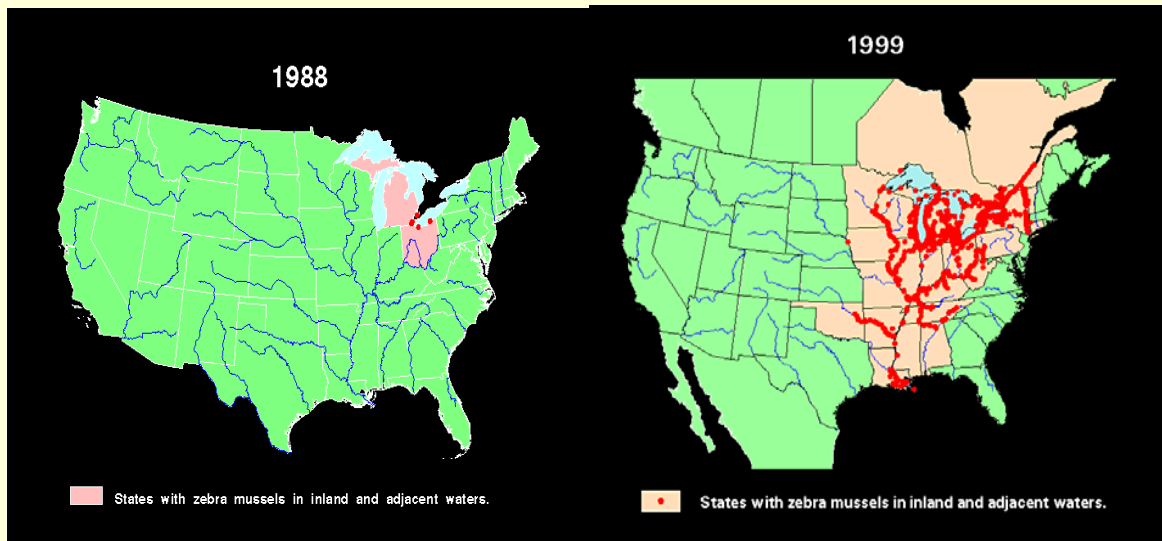 1988
States with zebra mussels in inland and adjacent waters.
1999
States with zebra mussels in inland and adjacent waters.